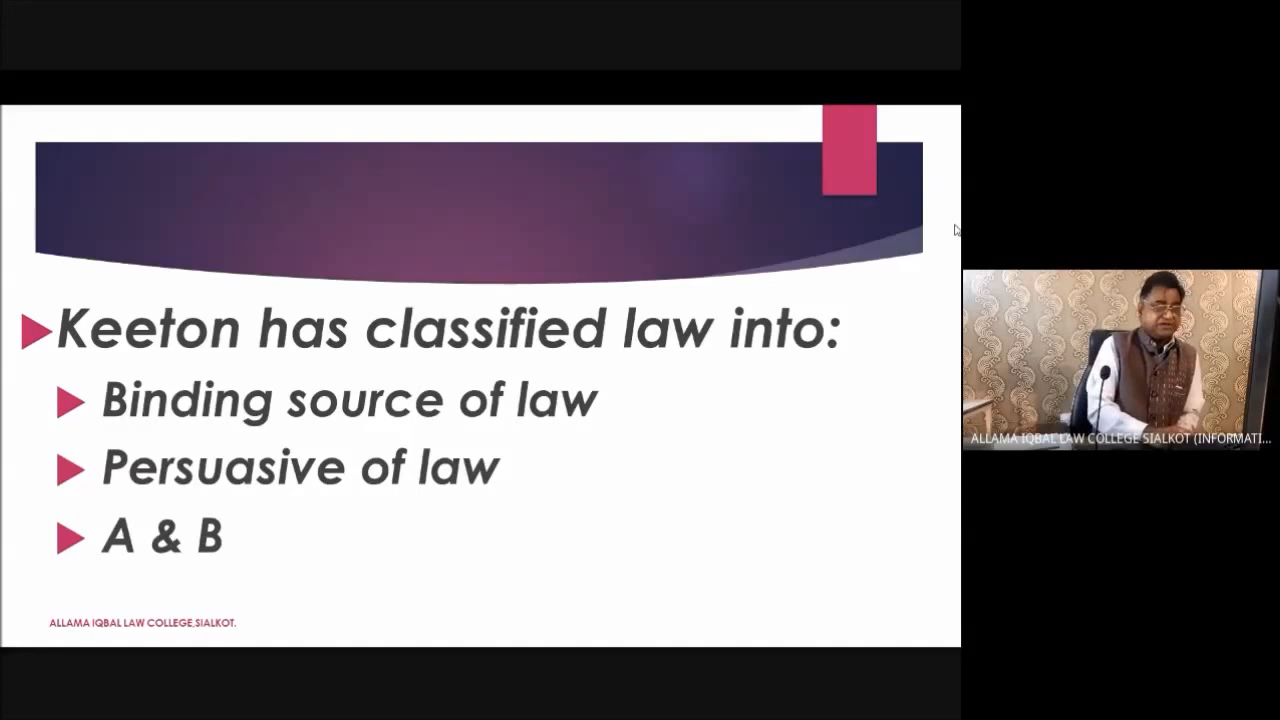 Keeton has classified law into:
Binding source of law
Persuasive of law
A & B
ALLAMA IQBAL LAW COLLEGE,SIALKOT.
ALLAMA IQBAL LAW COLLEGE SIALKOT (INFORMATI...